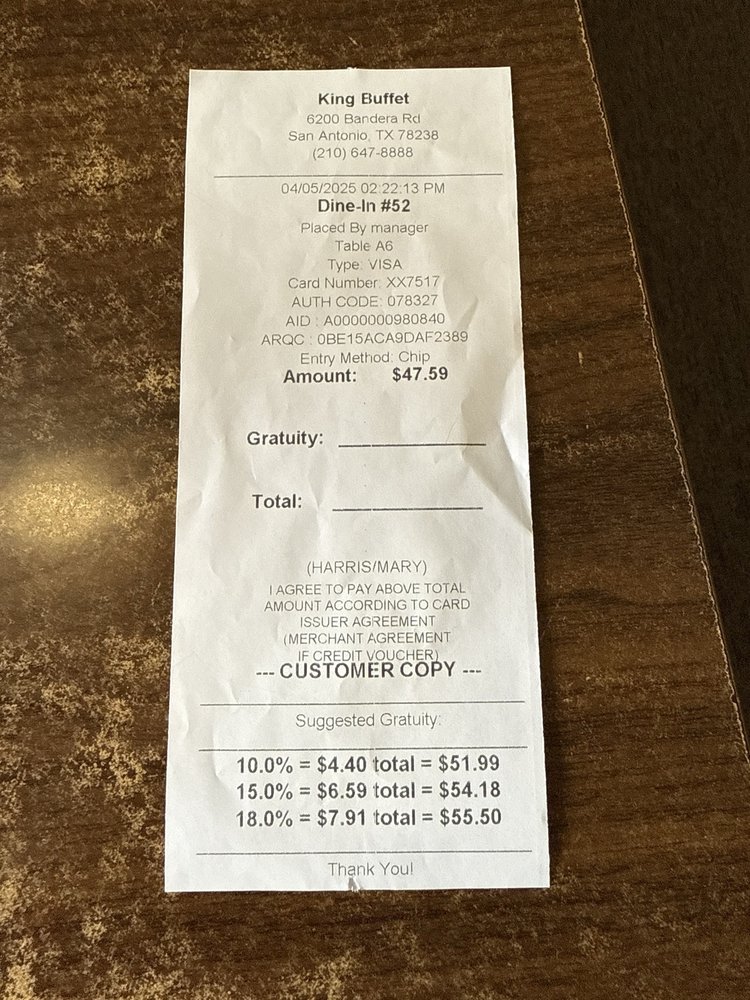 King Buffet
6200 Bandera Rd
San Antonio, TX 78238
(210) 647-8888
04/05/2025 02:22:13 PM
Dine-In #52
Placed By manager
Table A6
Type: VISA
Card Number: XX7517
AUTH CODE: 078327
AID : A0000000980840
ARQC : 0BE15ACA9DAF2389
Entry Method: Chip
Amount: $47.59
Gratuity:
Total:
(HARRIS/MARY)
I AGREE TO PAY ABOVE TOTAL
AMOUNT ACCORDING TO CARD
ISSUER AGREEMENT
(MERCHANT AGREEMENT
IF CREDIT VOUCHER)
--- CUSTOMER COPY ---
Suggested Gratuity:
10.0% = $4.40 total = $51.99
15.0% = $6.59 total = $54.18
18.0% = $7.91 total = $55.50
Thank You!